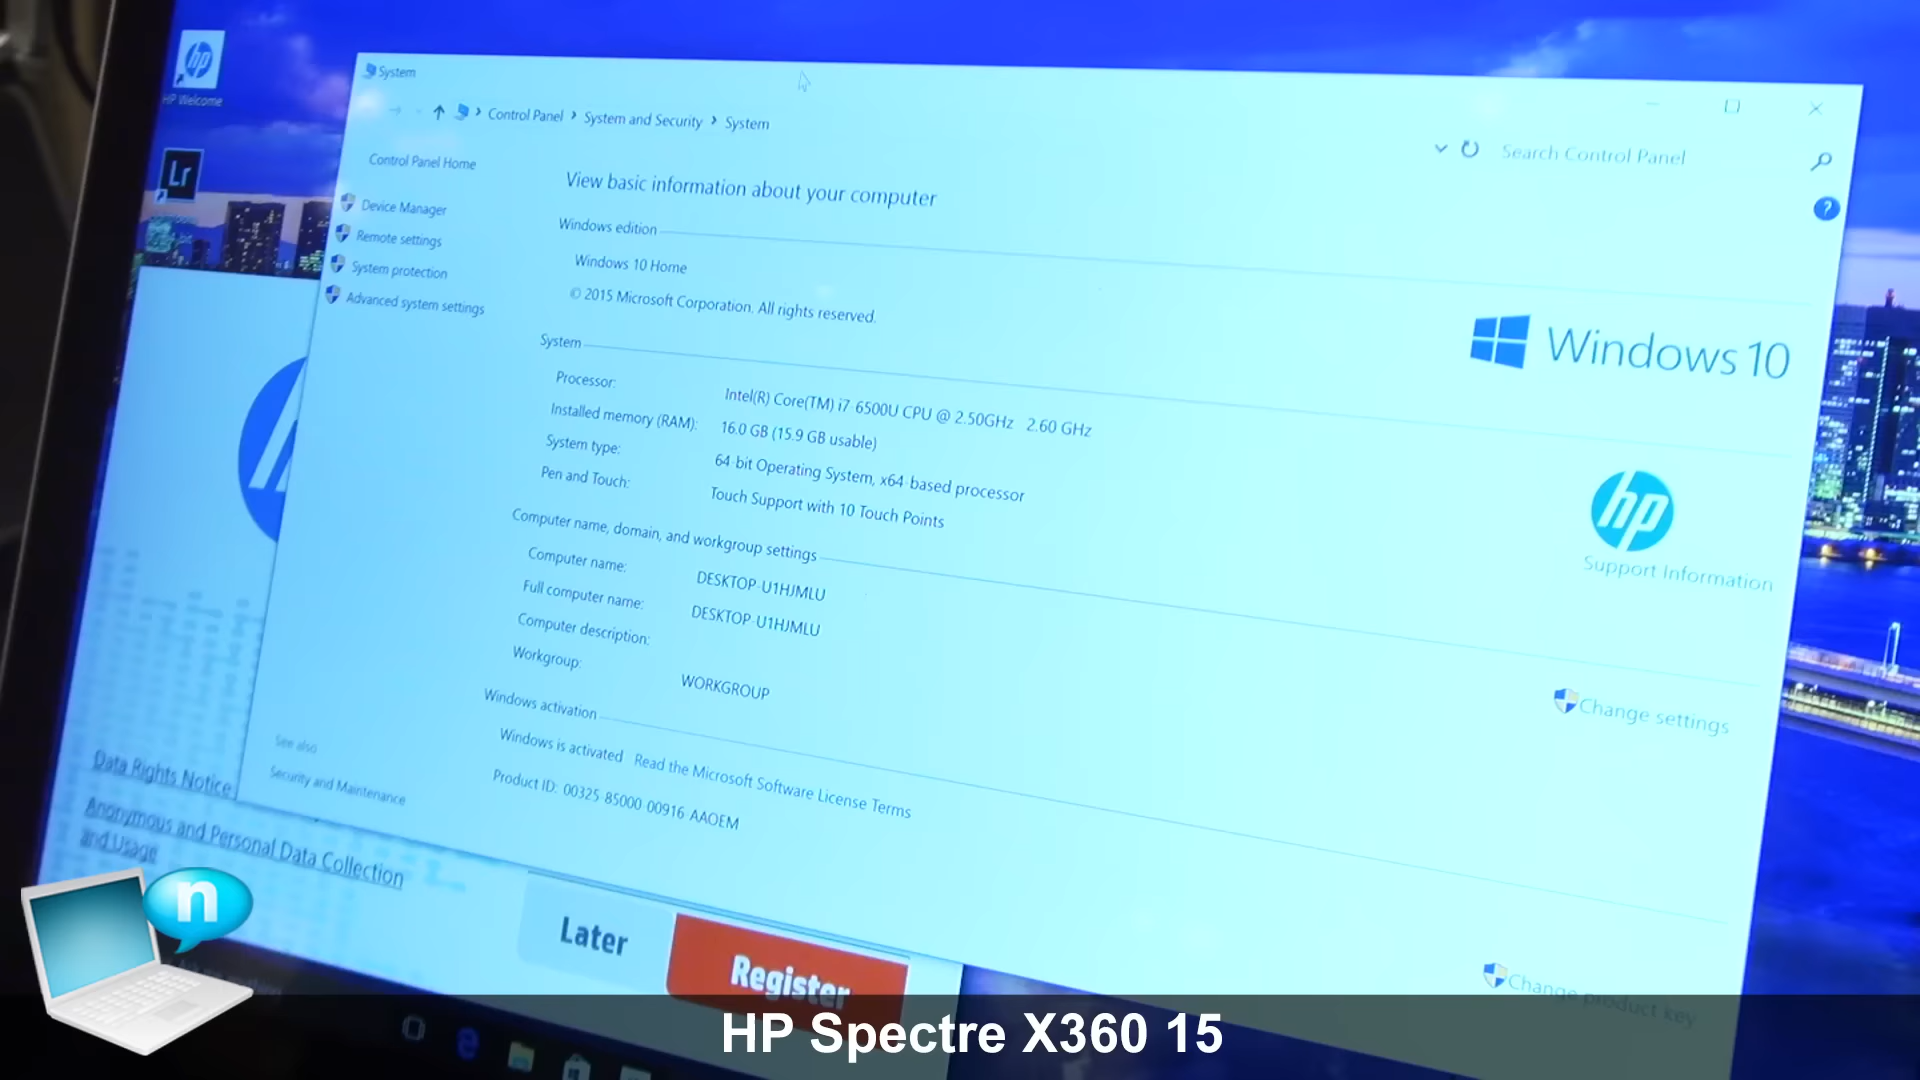 hp
HP Welcome
Lr
System
Control Panel > System and Security > System
Search Control Panel
?
Control Panel Home
Device Manager
Remote settings
System protection
Advanced system settings
View basic information about your computer
Windows edition
Windows 10 Home
© 2015 Microsoft Corporation. All rights reserved.
Windows 10
System
Processor: Intel(R) Core(TM) i7-6500U CPU @ 2.50GHz 2.60 GHz
Installed memory (RAM): 16.0 GB (15.9 GB usable)
System type: 64-bit Operating System, x64-based processor
Pen and Touch: Touch Support with 10 Touch Points
hp
Support Information
Computer name, domain, and workgroup settings
Computer name: DESKTOP-U1HJMLU
Full computer name: DESKTOP-U1HJMLU
Computer description:
Workgroup: WORKGROUP
Change settings
Windows activation
Windows is activated Read the Microsoft Software License Terms
Product ID: 00325-85000-00916-AAOEM
Change product key
See also
Security and Maintenance
Data Rights Notice
Anonymous and Personal Data Collection
and Usage
Later
Register
n
HP Spectre X360 15